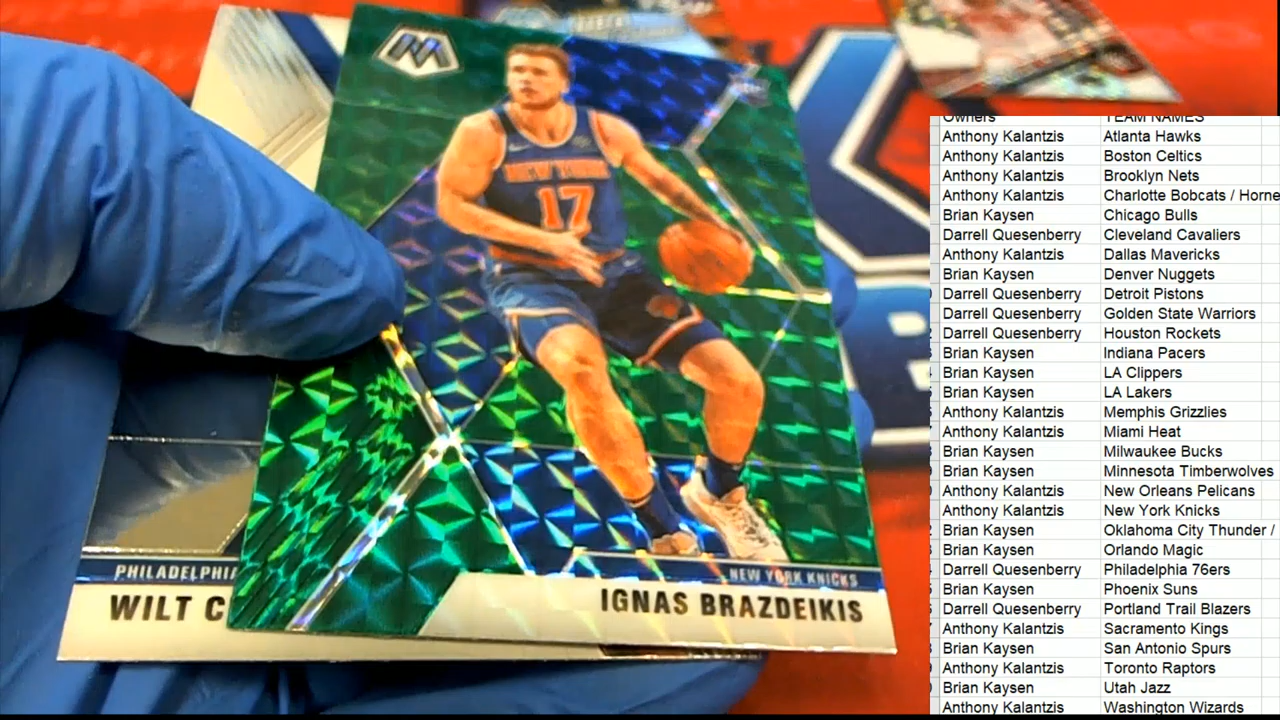 NEW YORK
17
NEW YORK KNICKS
IGNAS BRAZDEIKIS
PHILADELPHIA
WILT C
Owners TEAM NAMES
Anthony Kalantzis Atlanta Hawks
Anthony Kalantzis Boston Celtics
Anthony Kalantzis Brooklyn Nets
Anthony Kalantzis Charlotte Bobcats / Horne
Brian Kaysen Chicago Bulls
Darrell Quesenberry Cleveland Cavaliers
Anthony Kalantzis Dallas Mavericks
Brian Kaysen Denver Nuggets
Darrell Quesenberry Detroit Pistons
Darrell Quesenberry Golden State Warriors
Darrell Quesenberry Houston Rockets
Brian Kaysen Indiana Pacers
Brian Kaysen LA Clippers
Brian Kaysen LA Lakers
Anthony Kalantzis Memphis Grizzlies
Anthony Kalantzis Miami Heat
Brian Kaysen Milwaukee Bucks
Brian Kaysen Minnesota Timberwolves
Anthony Kalantzis New Orleans Pelicans
Anthony Kalantzis New York Knicks
Brian Kaysen Oklahoma City Thunder /
Brian Kaysen Orlando Magic
Darrell Quesenberry Philadelphia 76ers
Brian Kaysen Phoenix Suns
Darrell Quesenberry Portland Trail Blazers
Anthony Kalantzis Sacramento Kings
Brian Kaysen San Antonio Spurs
Anthony Kalantzis Toronto Raptors
Brian Kaysen Utah Jazz
Anthony Kalantzis Washington Wizards